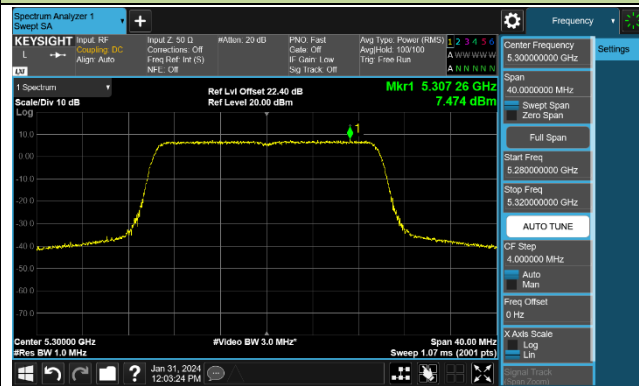 Spectrum Analyzer 1
Swept SA
+
Frequency
KEYSIGHT
L
LXI
Input: RF
Coupling: DC
Align: Auto
Input Z: 50 Ω
Corrections: Off
Freq Ref: Int (S)
NFE: Off
#Atten: 20 dB
PNO: Fast
Gate: Off
IF Gain: Low
Sig Track: Off
Avg Type: Power (RMS)
Avg|Hold: 100/100
Trig: Free Run
1 2 3 4 5 6
A W W W W W
A N N N N N
1 Spectrum
Scale/Div 10 dB
Log
Ref Lvl Offset 22.40 dB
Ref Level 20.00 dBm
Mkr1 5.307 26 GHz
7.474 dBm
1
10.0
0.00
-10.0
-20.0
-30.0
-40.0
-50.0
-60.0
-70.0
Center 5.30000 GHz
#Res BW 1.0 MHz
#Video BW 3.0 MHz*
Span 40.00 MHz
Sweep 1.07 ms (2001 pts)
Center Frequency
5.300000000 GHz
Settings
Span
40.0000000 MHz
Swept Span
Zero Span
Full Span
Start Freq
5.280000000 GHz
Stop Freq
5.320000000 GHz
AUTO TUNE
CF Step
4.000000 MHz
Auto
Man
Freq Offset
0 Hz
X Axis Scale
Log
Lin
Signal Track
(Span Zoom)
?
Jan 31, 2024
12:03:24 PM